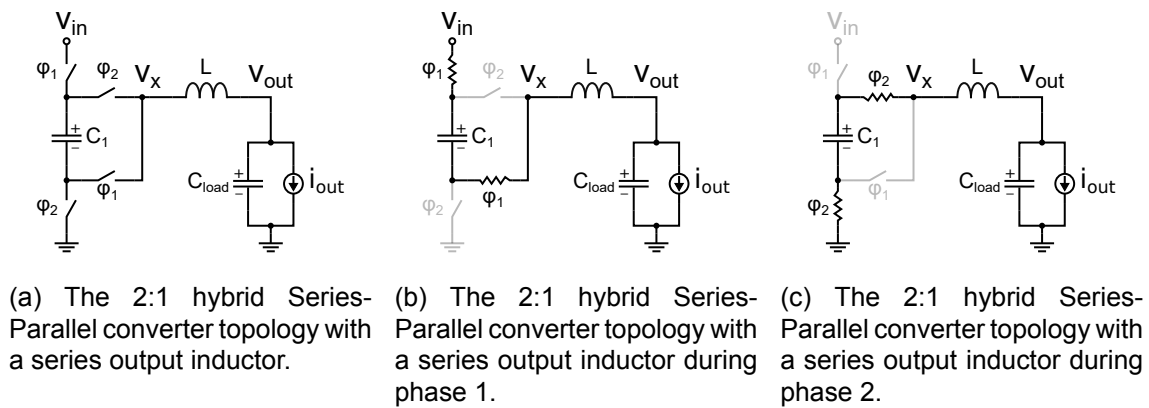 V_in
φ₁
φ₂
V_x
L
V_out
+
C₁
−
φ₁
C_load
+
−
i_out
φ₂
V_in
φ₁
φ₂
V_x
L
V_out
+
C₁
−
φ₁
C_load
+
−
i_out
φ₂
V_in
φ₁
φ₂
V_x
L
V_out
+
C₁
−
φ₁
C_load
+
−
i_out
φ₂
(a) The 2:1 hybrid Series-
Parallel converter topology with
a series output inductor.
(b) The 2:1 hybrid Series-
Parallel converter topology with
a series output inductor during
phase 1.
(c) The 2:1 hybrid Series-
Parallel converter topology with
a series output inductor during
phase 2.